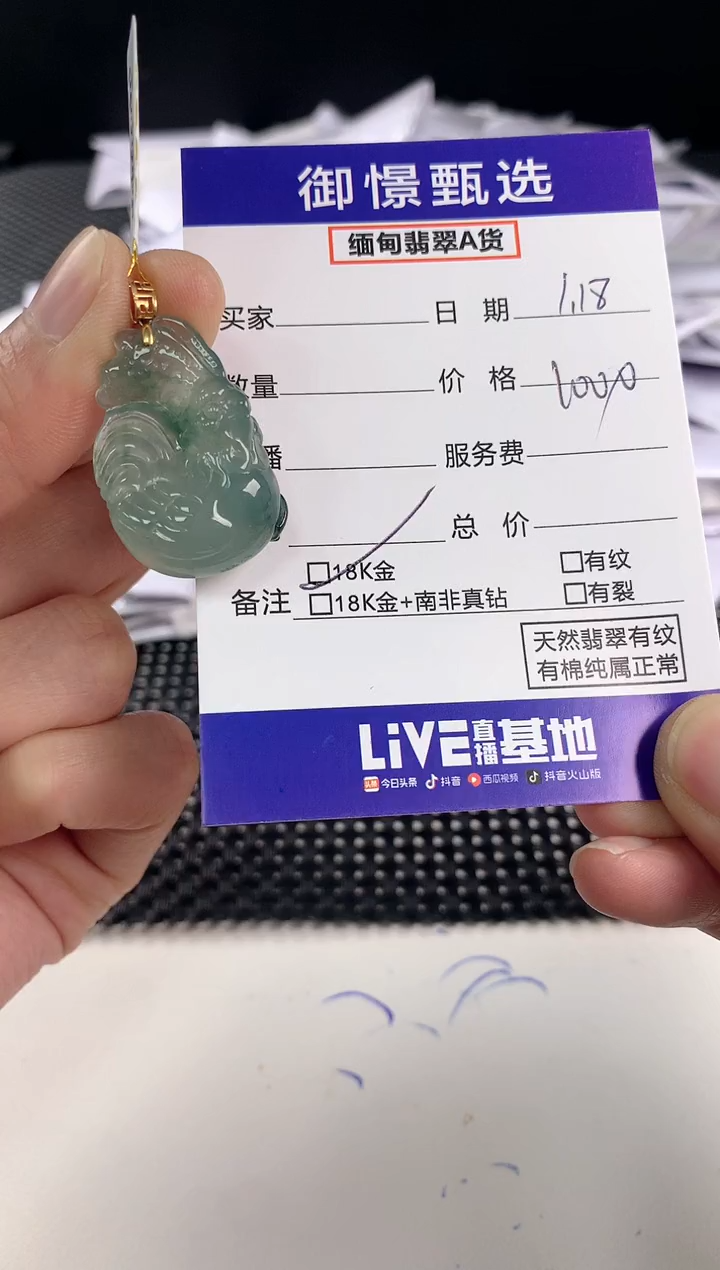 御憬甄选
缅甸翡翠A货
买家 日期 1.18
数量 价格 1000
播 服务费
总价
□18K金 □有纹
备注 □18K金+南非真钻 □有裂
天然翡翠有纹
有棉纯属正常
LiVE直播基地
头条 今日头条 抖音 西瓜视频 抖音火山版